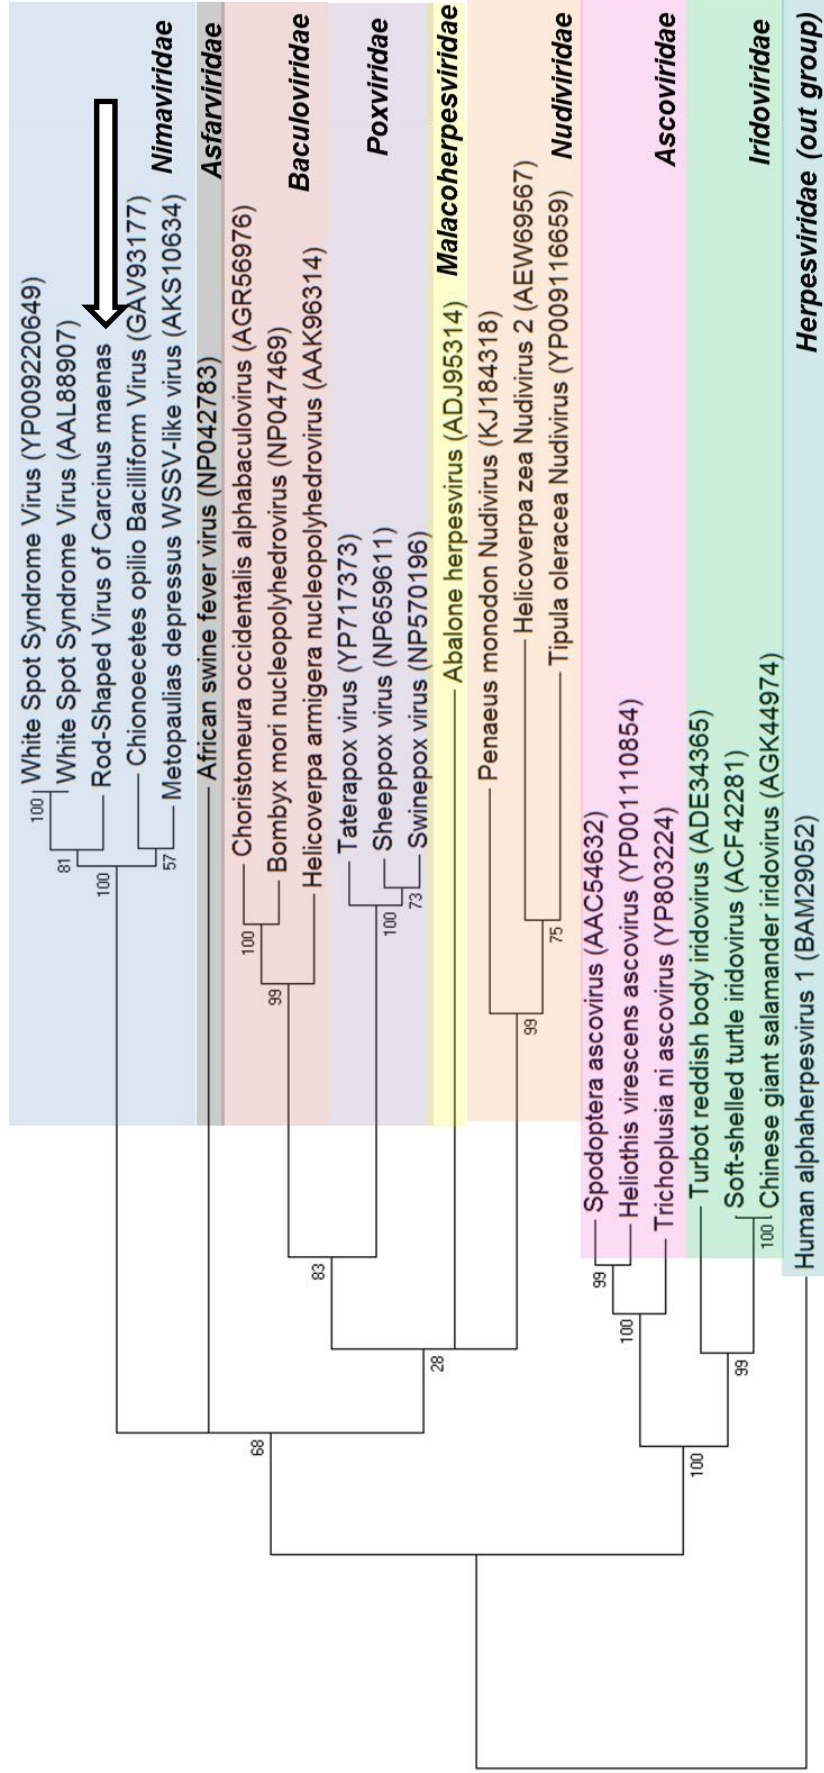 White Spot Syndrome Virus (YP009220649)
White Spot Syndrome Virus (AAL88907)
Rod-Shaped Virus of Carcinus maenas
Chionoecetes opilio Bacilliform Virus (GAV93177)
Metopaulias depressus WSSV-like virus (AKS10634)
Nimaviridae
100
81
100
57
African swine fever virus (NP042783)
Asfarviridae
Choristoneura occidentalis alphabaculovirus (AGR56976)
Bombyx mori nucleopolyhedrovirus (NP047469)
Helicoverpa armigera nucleopolyhedrovirus (AAK96314)
Baculoviridae
100
99
Taterapox virus (YP717373)
Sheeppox virus (NP659611)
Swinepox virus (NP570196)
Poxviridae
100
73
83
Abalone herpesvirus (ADJ95314)
Malacoherpesviridae
28
68
Penaeus monodon Nudivirus (KJ184318)
Helicoverpa zea Nudivirus 2 (AEW69567)
Tipula oleracea Nudivirus (YP009116659)
Nudiviridae
99
75
Spodoptera ascovirus (AAC54632)
Heliothis virescens ascovirus (YP001110854)
Trichoplusia ni ascovirus (YP803224)
Ascoviridae
99
100
Turbot reddish body iridovirus (ADE34365)
Soft-shelled turtle iridovirus (ACF42281)
Chinese giant salamander iridovirus (AGK44974)
Iridoviridae
99
100
100
Human alphaherpesvirus 1 (BAM29052)
Herpesviridae (out group)